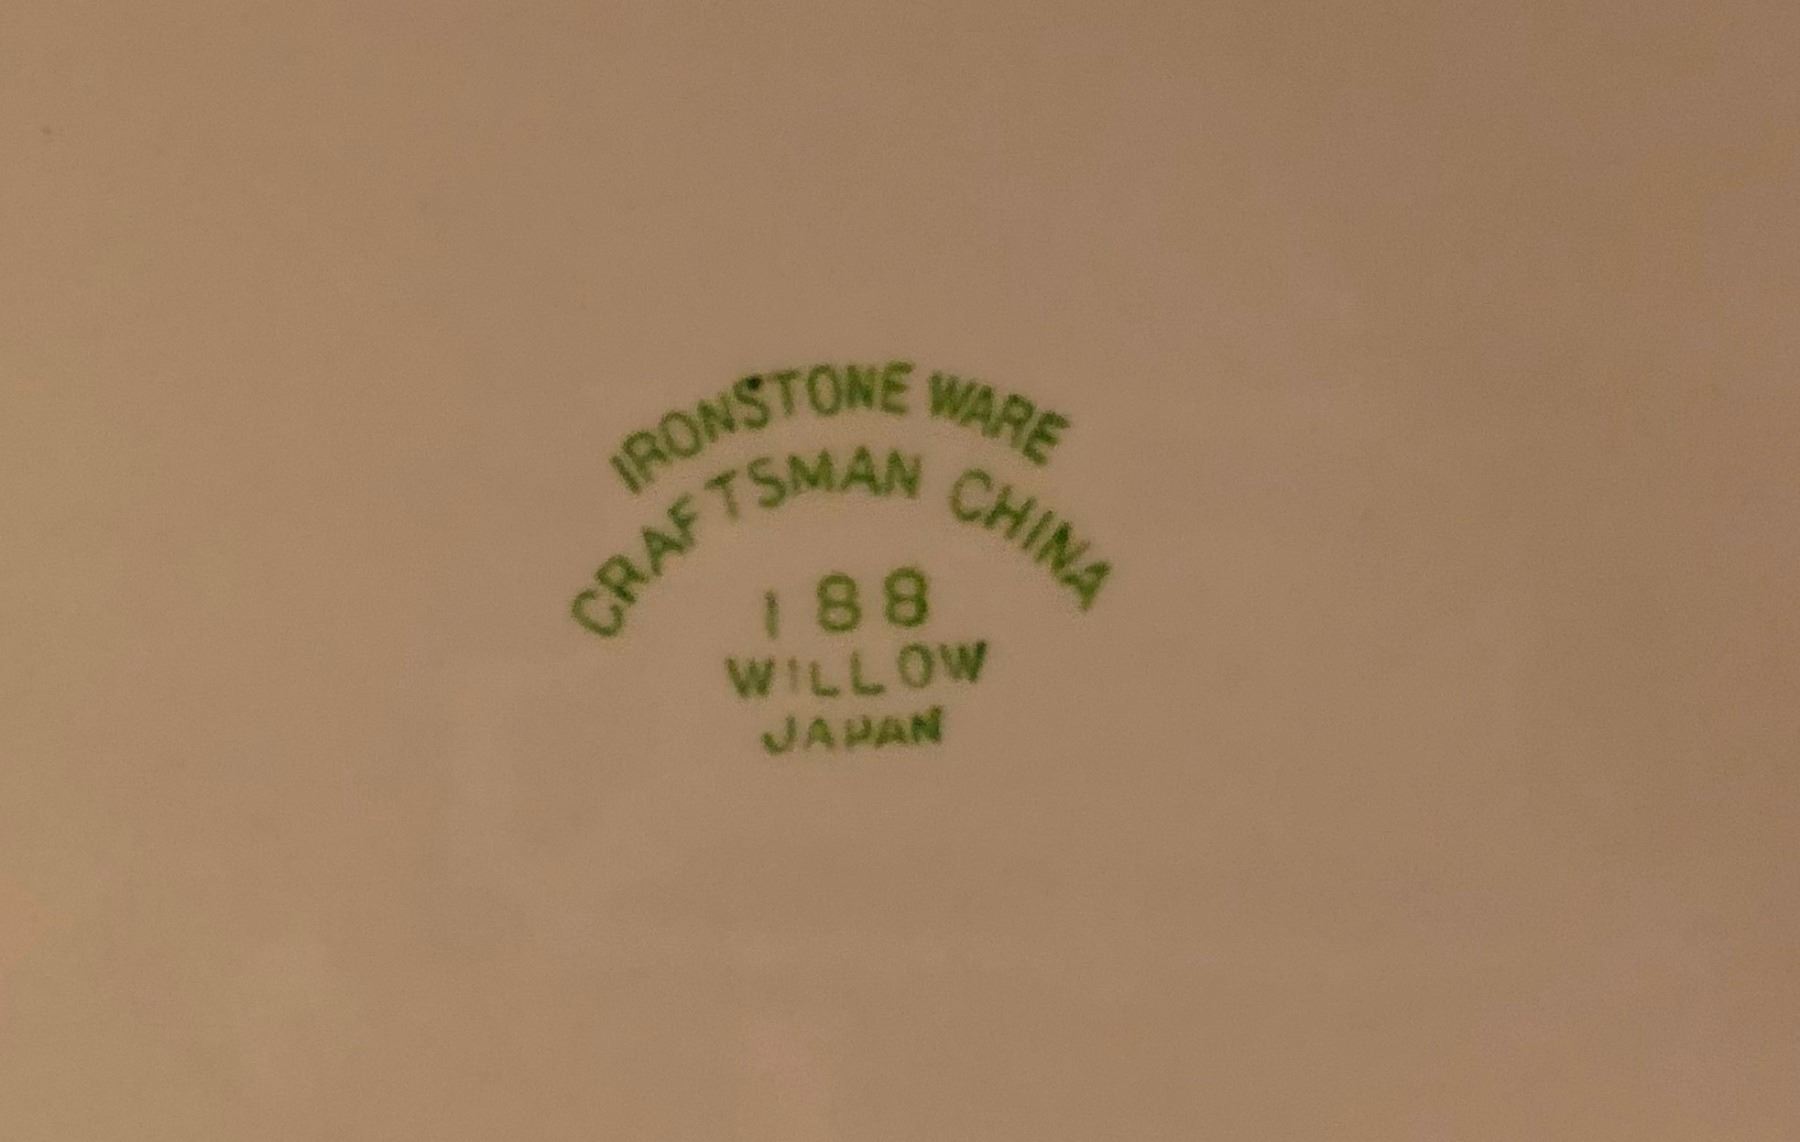 IRONSTONE WARE
CRAFTSMAN CHINA
188
WILLOW
JAPAN